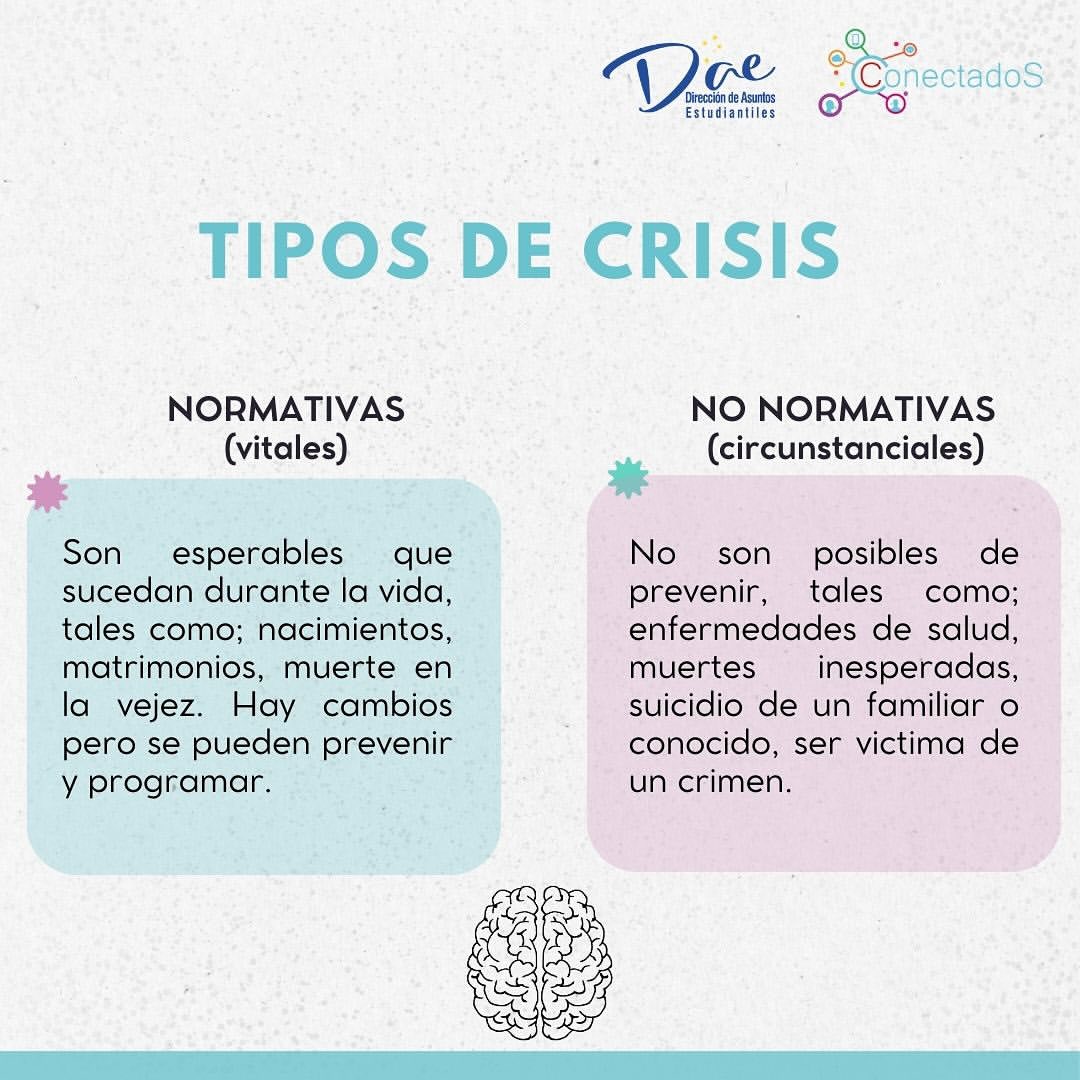 Dae
Dirección de Asuntos
Estudiantiles
ConectadoS
TIPOS DE CRISIS
NORMATIVAS
(vitales)
Son esperables que
sucedan durante la vida,
tales como; nacimientos,
matrimonios, muerte en
la vejez. Hay cambios
pero se pueden prevenir
y programar.
NO NORMATIVAS
(circunstanciales)
No son posibles de
prevenir, tales como;
enfermedades de salud,
muertes inesperadas,
suicidio de un familiar o
conocido, ser victima de
un crimen.